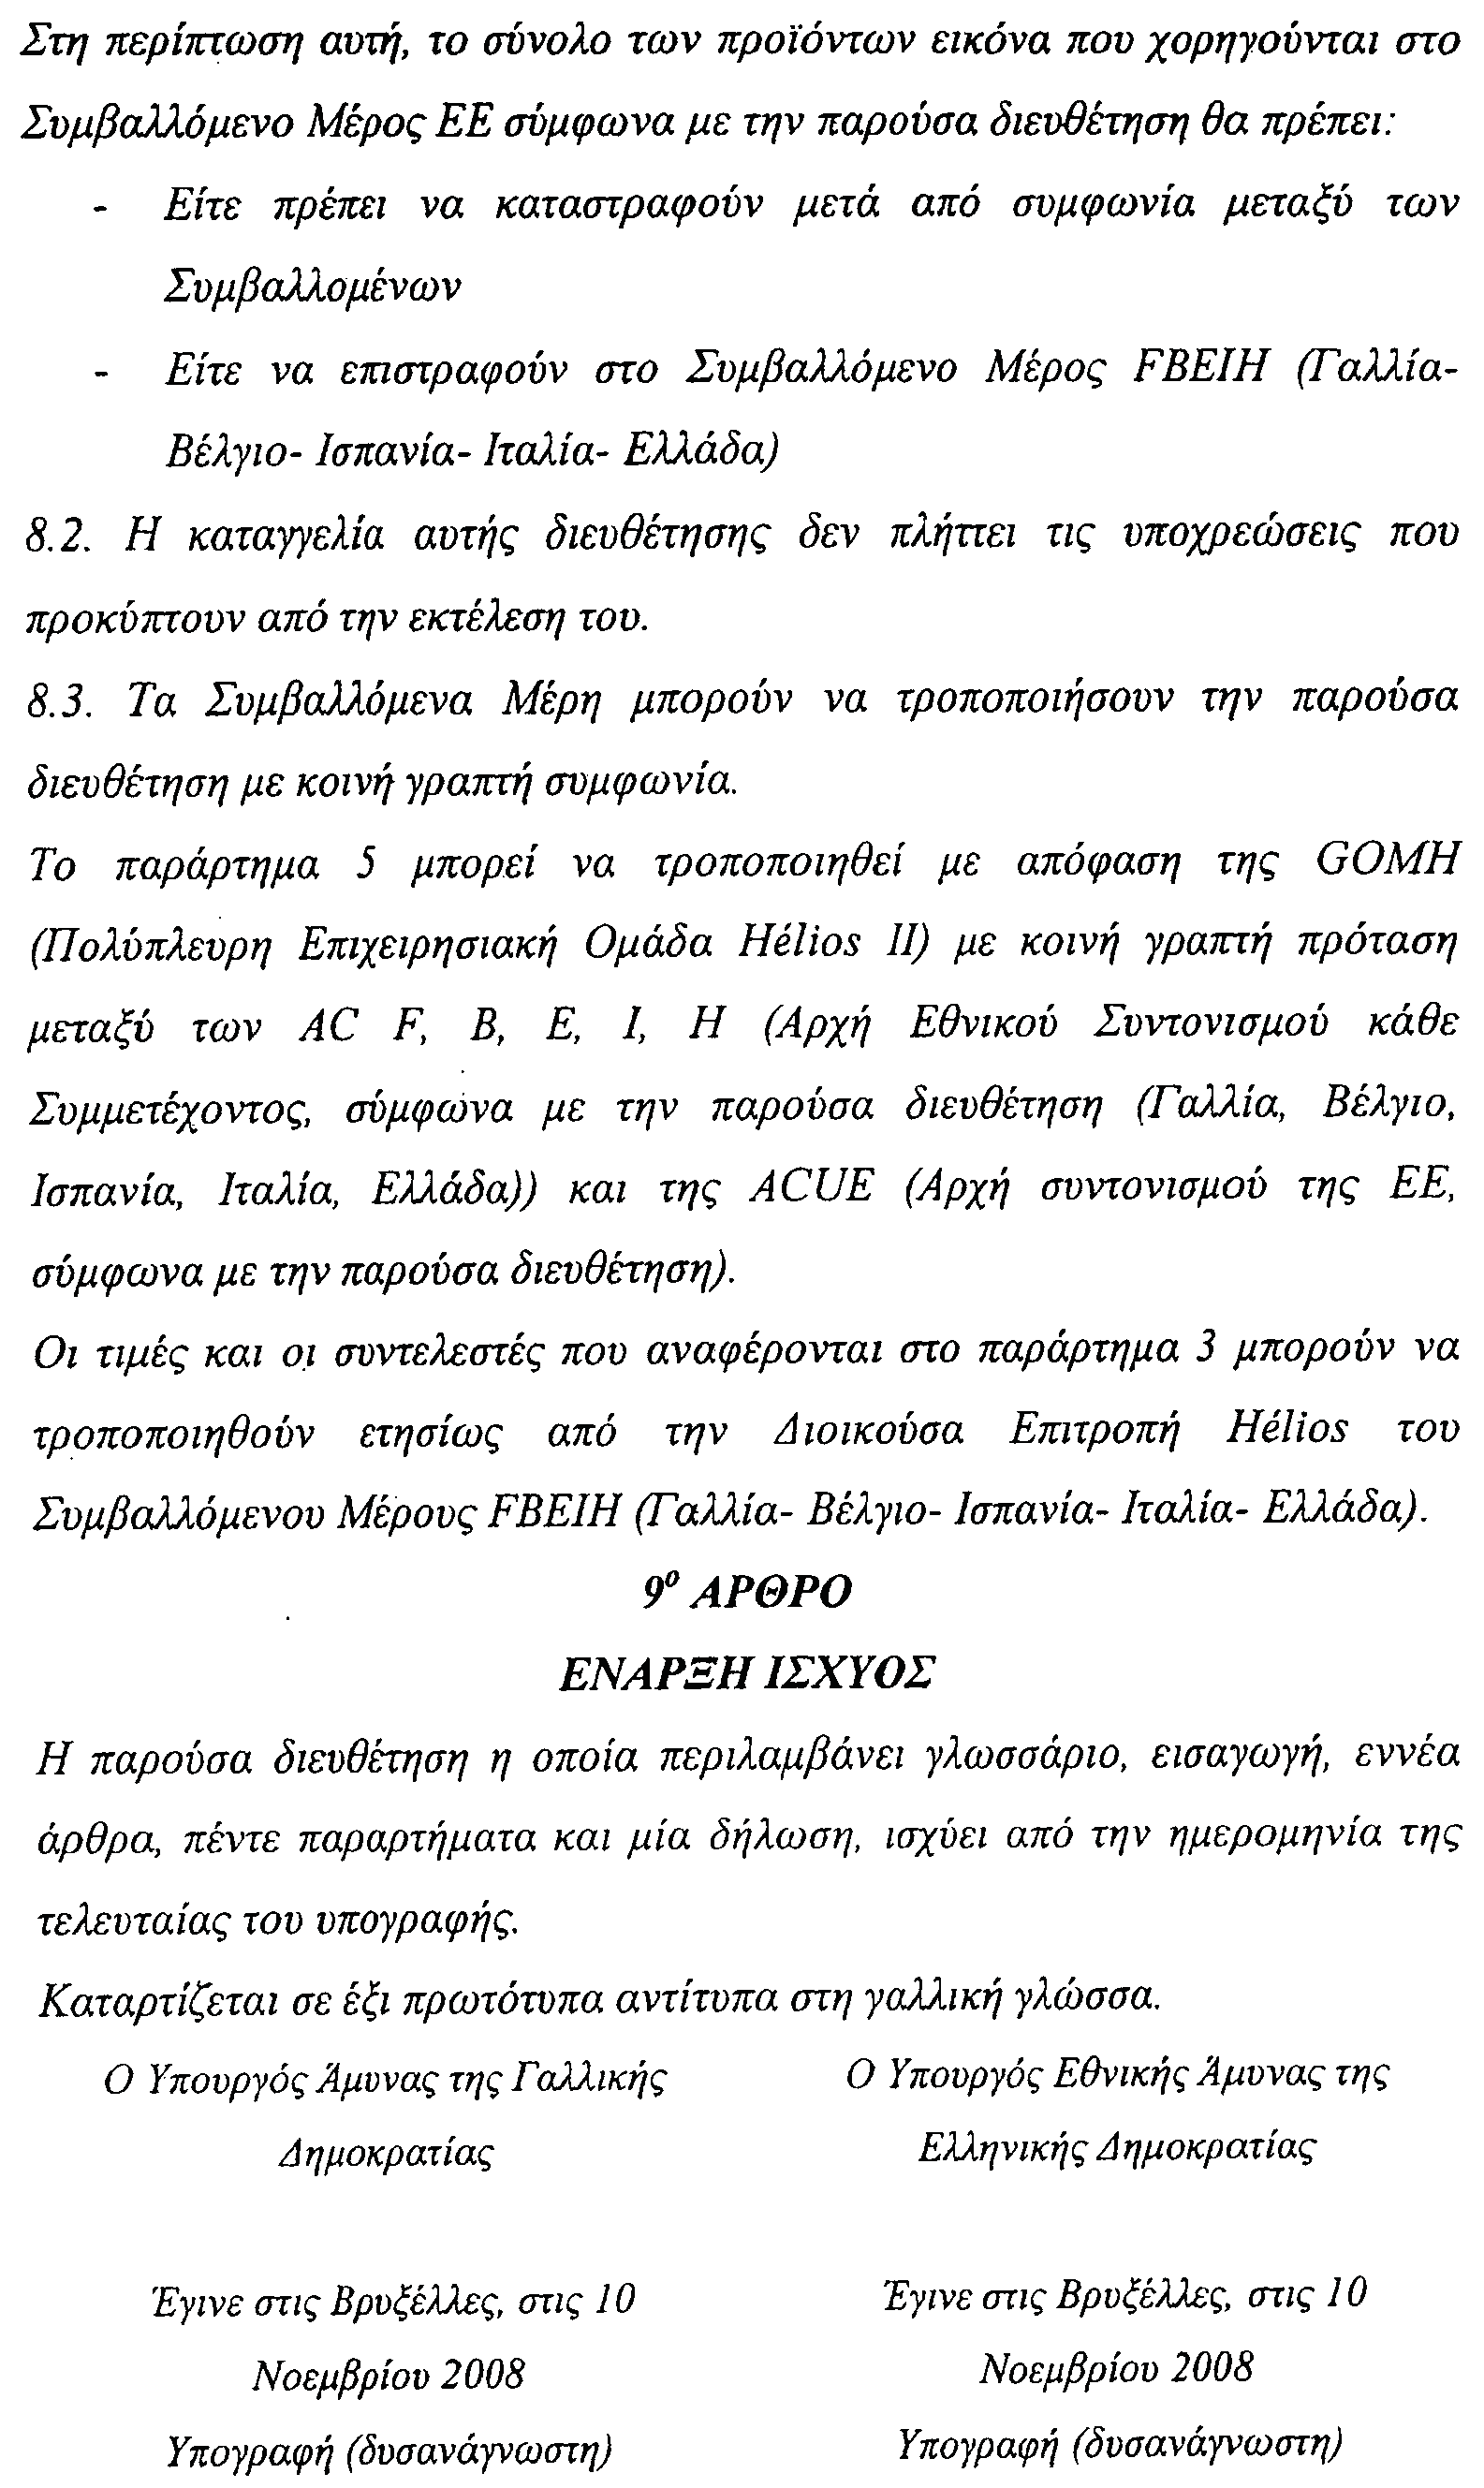 Στη περίπτωση αυτή, το σύνολο των προϊόντων εικόνα που χορηγούνται στο
Συμβαλλόμενο Μέρος ΕΕ σύμφωνα με την παρούσα διευθέτηση θα πρέπει:
- Είτε πρέπει να καταστραφούν μετά από συμφωνία μεταξύ των
Συμβαλλομένων
- Είτε να επιστραφούν στο Συμβαλλόμενο Μέρος FBEIH (Γαλλία-
Βέλγιο- Ισπανία- Ιταλία- Ελλάδα)
8.2. Η καταγγελία αυτής διευθέτησης δεν πλήττει τις υποχρεώσεις που
προκύπτουν από την εκτέλεση του.
8.3. Τα Συμβαλλόμενα Μέρη μπορούν να τροποποιήσουν την παρούσα
διευθέτηση με κοινή γραπτή συμφωνία.
Το παράρτημα 5 μπορεί να τροποποιηθεί με απόφαση της GOMH
(Πολύπλευρη Επιχειρησιακή Ομάδα Hélios II) με κοινή γραπτή πρόταση
μεταξύ των AC F, B, E, I, H (Αρχή Εθνικού Συντονισμού κάθε
Συμμετέχοντος, σύμφωνα με την παρούσα διευθέτηση (Γαλλία, Βέλγιο,
Ισπανία, Ιταλία, Ελλάδα)) και της ACUE (Αρχή συντονισμού της ΕΕ,
σύμφωνα με την παρούσα διευθέτηση).
Οι τιμές και οι συντελεστές που αναφέρονται στο παράρτημα 3 μπορούν να
τροποποιηθούν ετησίως από την Διοικούσα Επιτροπή Hélios του
Συμβαλλόμενου Μέρους FBEIH (Γαλλία- Βέλγιο- Ισπανία- Ιταλία- Ελλάδα).
9º ΑΡΘΡΟ
ΕΝΑΡΞΗ ΙΣΧΥΟΣ
Η παρούσα διευθέτηση η οποία περιλαμβάνει γλωσσάριο, εισαγωγή, εννέα
άρθρα, πέντε παραρτήματα και μία δήλωση, ισχύει από την ημερομηνία της
τελευταίας του υπογραφής.
Καταρτίζεται σε έξι πρωτότυπα αντίτυπα στη γαλλική γλώσσα.
Ο Υπουργός Άμυνας της Γαλλικής
Δημοκρατίας
Έγινε στις Βρυξέλλες, στις 10
Νοεμβρίου 2008
Υπογραφή (δυσανάγνωστη)
Ο Υπουργός Εθνικής Άμυνας της
Ελληνικής Δημοκρατίας
Έγινε στις Βρυξέλλες, στις 10
Νοεμβρίου 2008
Υπογραφή (δυσανάγνωστη)